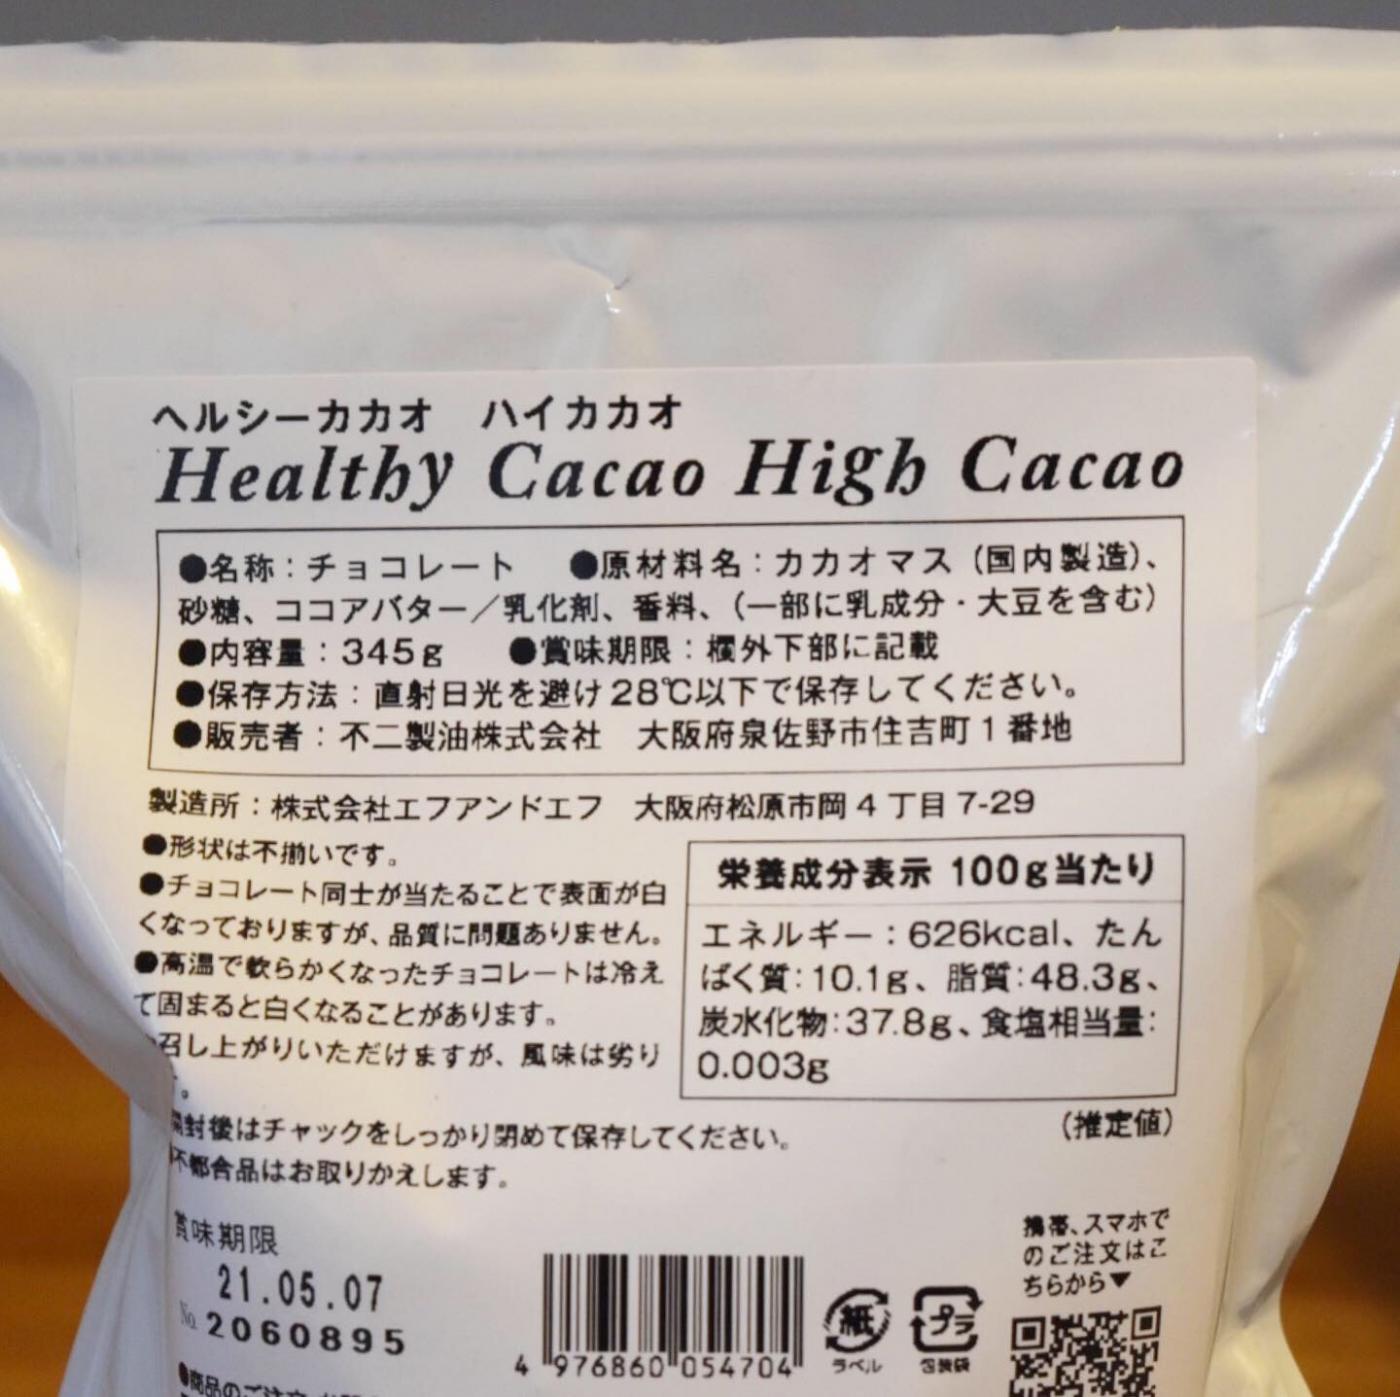 ヘルシーカカオ　ハイカカオ
Healthy Cacao High Cacao
●名称：チョコレート　●原材料名：カカオマス（国内製造）、
砂糖、ココアバター／乳化剤、香料、（一部に乳成分・大豆を含む）
●内容量：345g　●賞味期限：欄外下部に記載
●保存方法：直射日光を避け28℃以下で保存してください。
●販売者：不二製油株式会社　大阪府泉佐野市住吉町1番地
製造所：株式会社エフアンドエフ　大阪府松原市岡4丁目7-29
●形状は不揃いです。
●チョコレート同士が当たることで表面が白
くなっておりますが、品質に問題ありません。
●高温で軟らかくなったチョコレートは冷え
て固まると白くなることがあります。
召し上がりいただけますが、風味は劣り
。
開封後はチャックをしっかり閉めて保存してください。
不都合品はお取りかえします。
栄養成分表示 100g当たり
エネルギー：626kcal、たん
ぱく質：10.1g、脂質：48.3g、
炭水化物：37.8g、食塩相当量：
0.003g
（推定値）
賞味期限
21.05.07
No. 2060895
4 976860 054704
紙
ラベル
プラ
包装袋
携帯、スマホで
のご注文はこ
ちらから▼
●商品のご注文